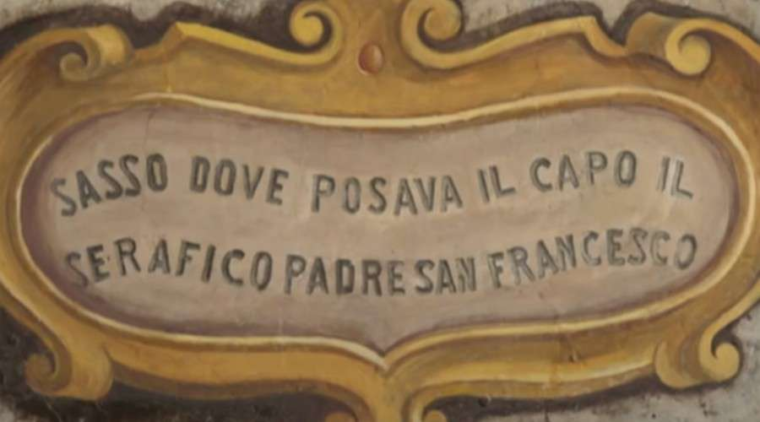 SASSO DOVE POSAVA IL CAPO IL
SERAFICO PADRE SAN FRANCESCO